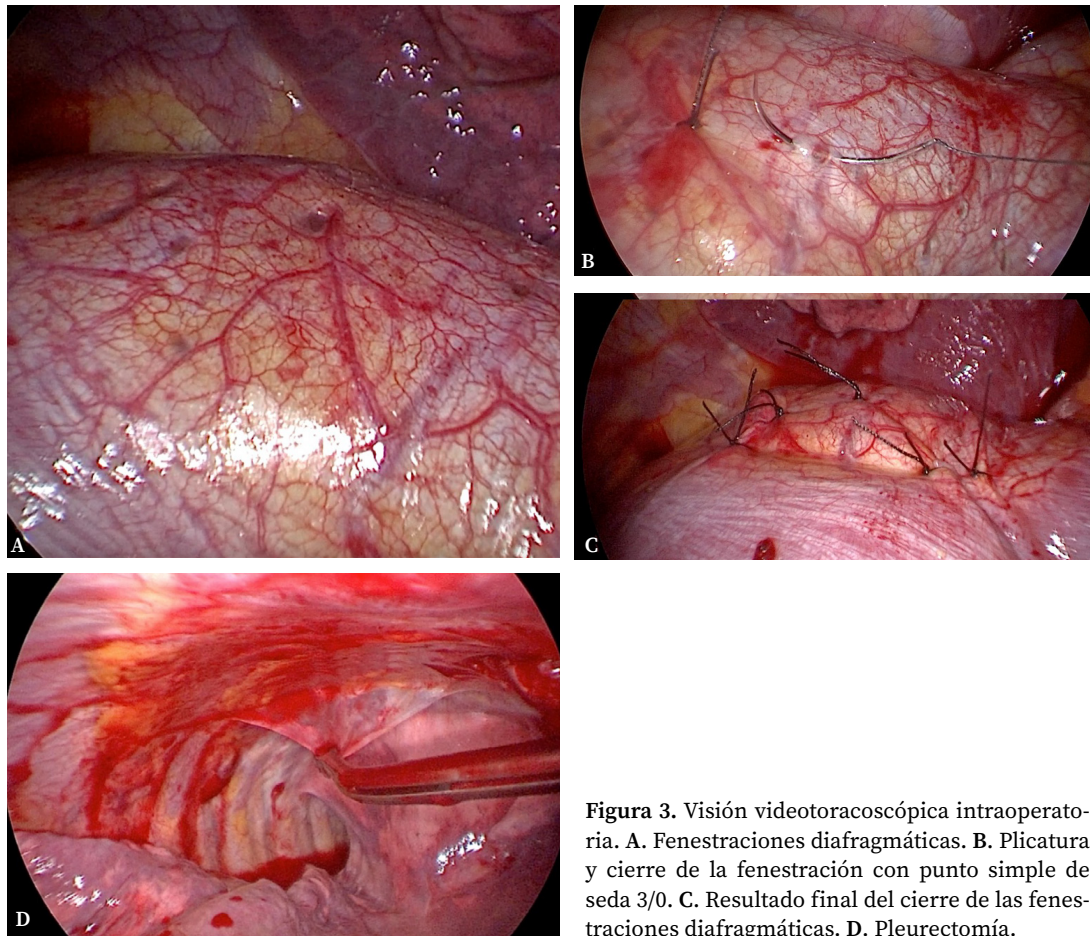 A
B
C
D
Figura 3. Visión videotoracoscópica intraoperato-
ria. A. Fenestraciones diafragmáticas. B. Plicatura
y cierre de la fenestración con punto simple de
seda 3/0. C. Resultado final del cierre de las fenes-
traciones diafragmáticas. D. Pleurectomía.